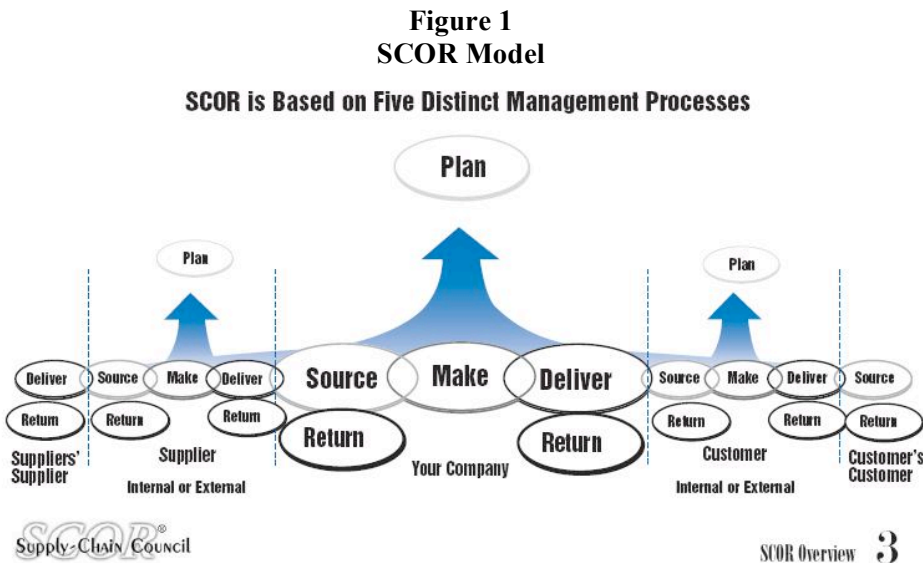 Figure 1
SCOR Model
SCOR is Based on Five Distinct Management Processes
Plan
Plan
Plan
Deliver
Source
Make
Deliver
Source
Make
Deliver
Source
Make
Deliver
Source
Return
Return
Return
Return
Return
Return
Return
Return
Suppliers'
Supplier
Supplier
Internal or External
Your Company
Customer
Internal or External
Customer's
Customer
SCOR®
Supply-Chain Council
SCOR Overview 3